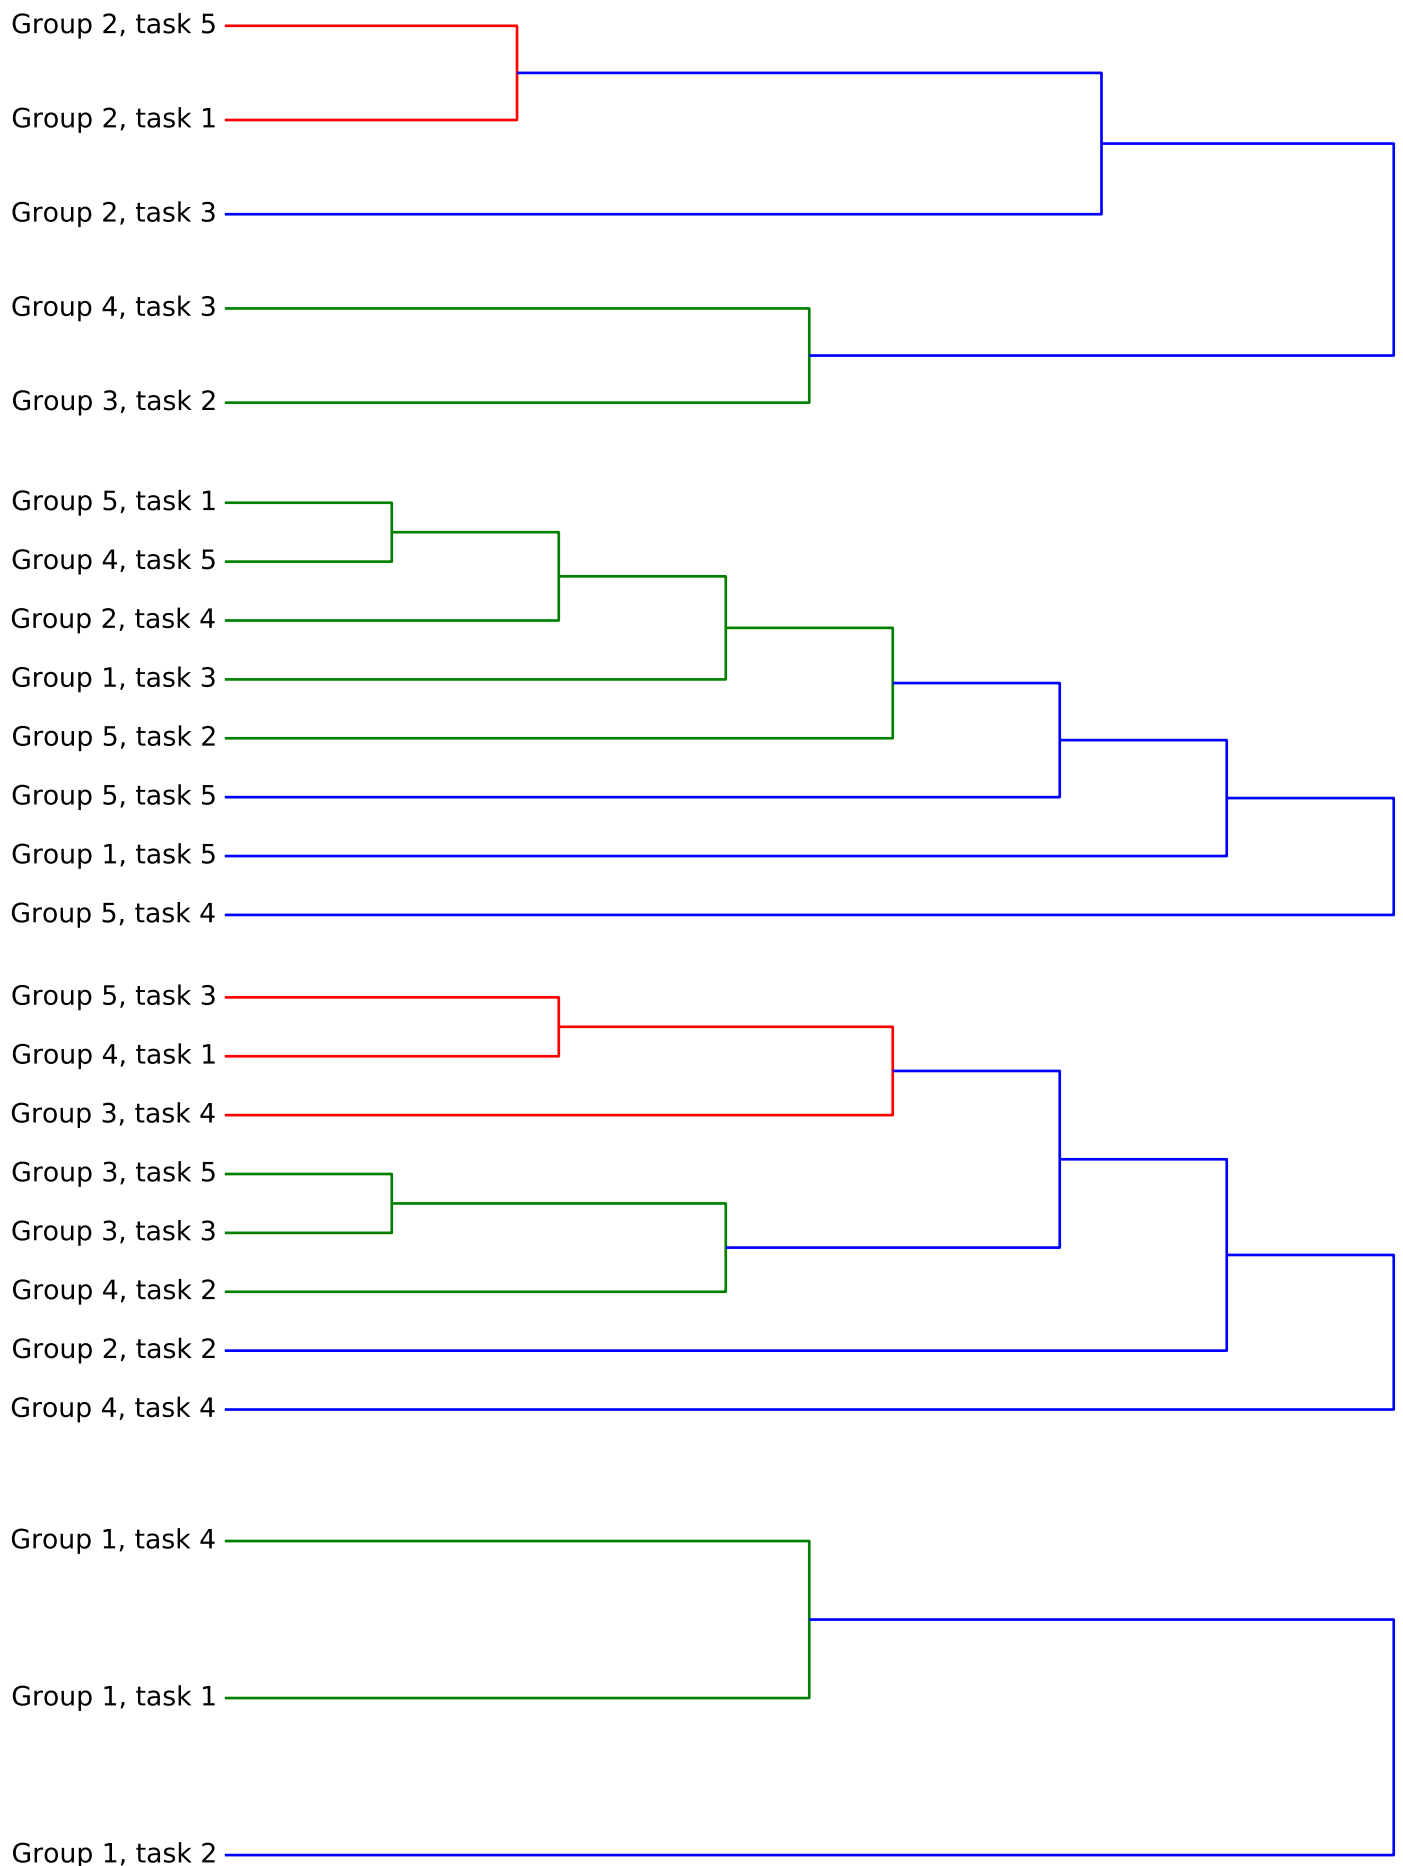 Group 2, task 5
Group 2, task 1
Group 2, task 3
Group 4, task 3
Group 3, task 2
Group 5, task 1
Group 4, task 5
Group 2, task 4
Group 1, task 3
Group 5, task 2
Group 5, task 5
Group 1, task 5
Group 5, task 4
Group 5, task 3
Group 4, task 1
Group 3, task 4
Group 3, task 5
Group 3, task 3
Group 4, task 2
Group 2, task 2
Group 4, task 4
Group 1, task 4
Group 1, task 1
Group 1, task 2